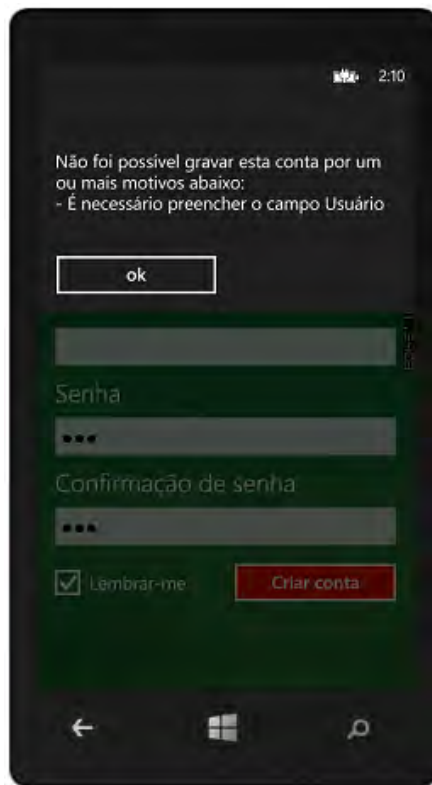 2:10
Não foi possível gravar esta conta por um
ou mais motivos abaixo:
- É necessário preencher o campo Usuário
ok
Senha
Confirmação de senha
Lembrar-me
Criar conta